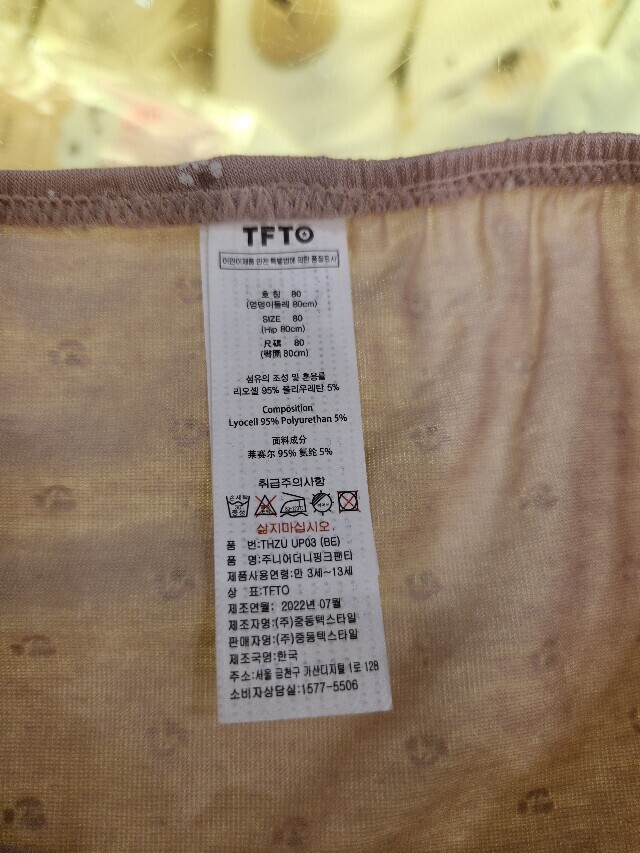 TFTO
어린이제품 안전 특별법에 의한 품질표시
호 칭 80
(엉덩이둘레 80cm)
SIZE 80
(Hip 80cm)
尺碼 80
(臀围 80cm)
섬유의 조성 및 혼용률
리오셀 95% 폴리우레탄 5%
Composition
Lyocell 95% Polyurethan 5%
面料成分
莱赛尔 95% 氨纶 5%
취급주의사항
손세탁 중성
삶지마십시오.
품 번:THZU UP03 (BE)
품 명:주니어더니핑크팬티
제품사용연령:만 3세~13세
상 표:TFTO
제조연월: 2022년 07월
제조자명:(주)중동텍스타일
판매자명:(주)중동텍스타일
제조국명:한국
주소:서울 금천구 가산디지털 1로 128
소비자상담실:1577-5506